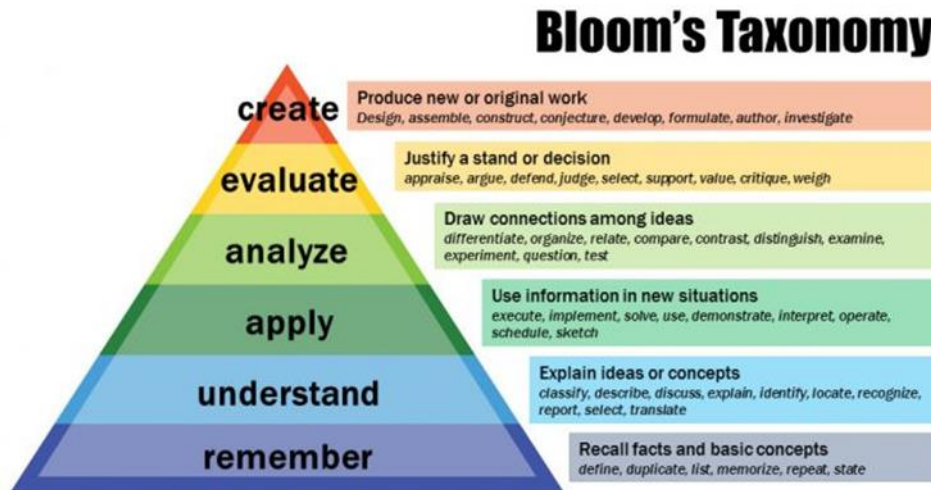 Bloom's Taxonomy
create
Produce new or original work
Design, assemble, construct, conjecture, develop, formulate, author, investigate
evaluate
Justify a stand or decision
appraise, argue, defend, judge, select, support, value, critique, weigh
analyze
Draw connections among ideas
differentiate, organize, relate, compare, contrast, distinguish, examine,
experiment, question, test
apply
Use information in new situations
execute, implement, solve, use, demonstrate, interpret, operate,
schedule, sketch
understand
Explain ideas or concepts
classify, describe, discuss, explain, identify, locate, recognize,
report, select, translate
remember
Recall facts and basic concepts
define, duplicate, list, memorize, repeat, state